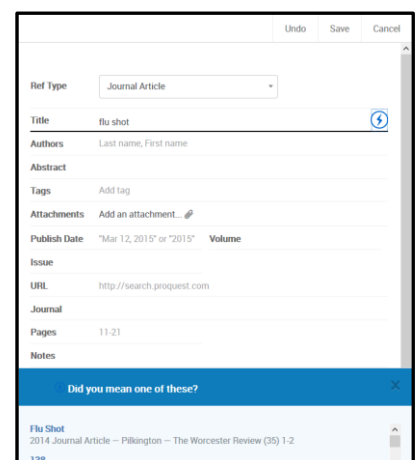 Undo Save Cancel
Ref Type Journal Article
Title flu shot
Authors Last name, First name
Abstract
Tags Add tag
Attachments Add an attachment...
Publish Date "Mar 12, 2015" or "2015" Volume
Issue
URL http://search.proquest.com
Journal
Pages 11-21
Notes
Did you mean one of these?
Flu Shot
2014 Journal Article — Pilkington — The Worcester Review (35) 1-2